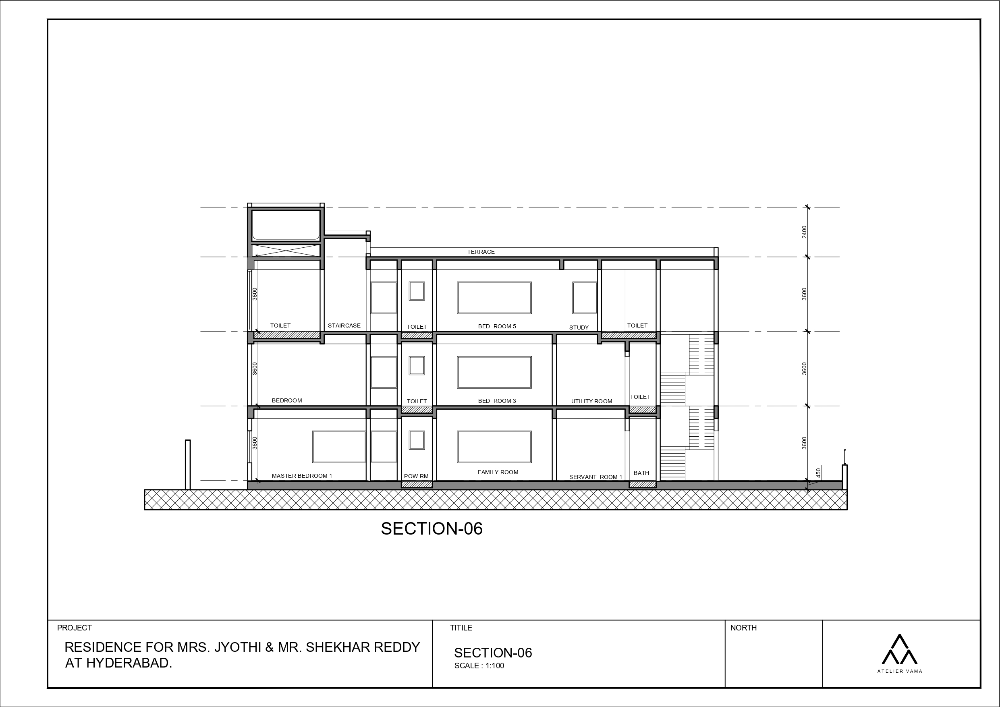 2400
TERRACE
3600
3600
TOILET
STAIRCASE
TOILET
BED ROOM 5
STUDY
TOILET
3600
3600
BEDROOM
TOILET
BED ROOM 3
UTILITY ROOM
TOILET
3600
3600
MASTER BEDROOM 1
POW.RM.
FAMILY ROOM
SERVANT ROOM 1
BATH
450
SECTION-06
PROJECT
RESIDENCE FOR MRS. JYOTHI & MR. SHEKHAR REDDY
AT HYDERABAD.
TITILE
SECTION-06
SCALE : 1:100
NORTH
ATELIER VAMA